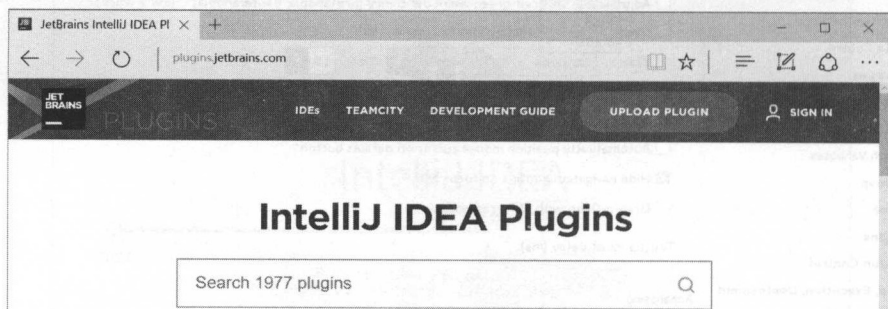 JetBrains IntelliJ IDEA Pl
plugins.jetbrains.com
JET
BRAINS
PLUGINS
IDEs TEAMCITY DEVELOPMENT GUIDE UPLOAD PLUGIN SIGN IN
IntelliJ IDEA Plugins
Search 1977 plugins